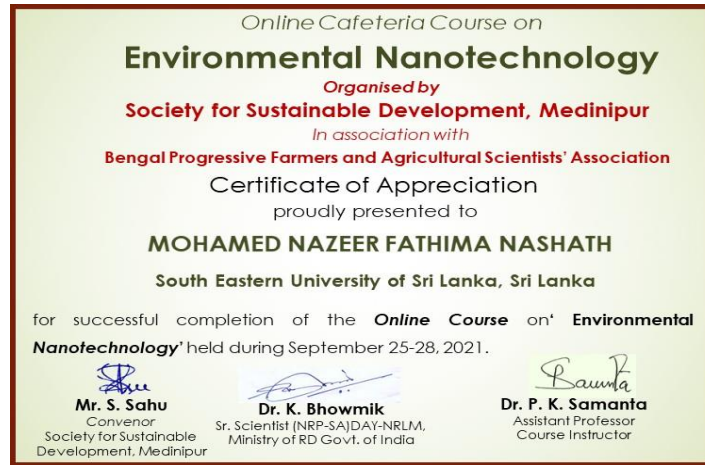 Online Cafeteria Course on
Environmental Nanotechnology
Organised by
Society for Sustainable Development, Medinipur
In association with
Bengal Progressive Farmers and Agricultural Scientists' Association
Certificate of Appreciation
proudly presented to
MOHAMED NAZEER FATHIMA NASHATH
South Eastern University of Sri Lanka, Sri Lanka
for successful completion of the Online Course on‘ Environmental
Nanotechnology’ held during September 25-28, 2021.
Mr. S. Sahu
Convenor
Society for Sustainable
Development, Medinipur
Dr. K. Bhowmik
Sr. Scientist (NRP-SA)DAY-NRLM,
Ministry of RD Govt. of India
Dr. P. K. Samanta
Assistant Professor
Course Instructor